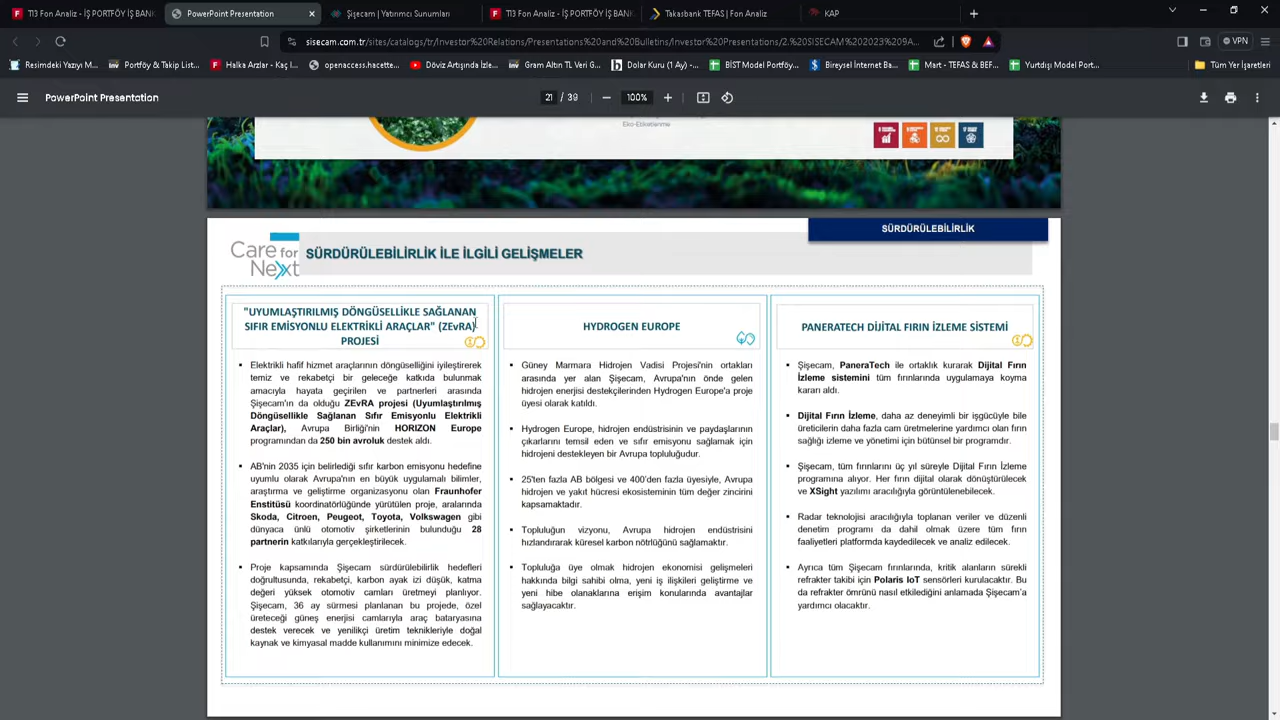 TI3 Fon Analiz - İŞ PORTFÖY İŞ BANK
PowerPoint Presentation
Şişecam | Yatırımcı Sunumları
TI3 Fon Analiz - İŞ PORTFÖY İŞ BANK
Takasbank TEFAS | Fon Analiz
KAP
sisecam.com.tr/sites/catalogs/tr/Investor%20Relations/Presentations%20and%20Bulletins/Investor%20Presentations/2.%20SISECAM%202023%209A...
VPN
Resimdeki Yazıyı M...
Portföy & Takip List...
Halka Arzlar - Kaç L...
openaccess.hacette...
Döviz Artışında İzle...
Gram Altın TL Veri G...
Dolar Kuru (1 Ay) -...
BİST Model Portföy...
Bireysel İnternet Ba...
Mart - TEFAS & BEF...
Yurtdışı Model Port...
Tüm Yer İşaretleri
PowerPoint Presentation
21 / 39
100%
Eko-Etiketlenme
SÜRDÜRÜLEBİLİRLİK
Care for
Next
SÜRDÜRÜLEBİLİRLİK İLE İLGİLİ GELİŞMELER
"UYUMLAŞTIRILMIŞ DÖNGÜSELLİKLE SAĞLANAN
SIFIR EMİSYONLU ELEKTRİKLİ ARAÇLAR" (ZEvRA)
PROJESİ
Elektrikli hafif hizmet araçlarının döngüselliğini iyileştirerek
temiz ve rekabetçi bir geleceğe katkıda bulunmak
amacıyla hayata geçirilen ve partnerleri arasında
Şişecam'ın da olduğu ZEvRA projesi (Uyumlaştırılmış
Döngüsellikle Sağlanan Sıfır Emisyonlu Elektrikli
Araçlar), Avrupa Birliği'nin HORIZON Europe
programından da 250 bin avroluk destek aldı.
AB'nin 2035 için belirlediği sıfır karbon emisyonu hedefine
uyumlu olarak Avrupa'nın en büyük uygulamalı bilimler,
araştırma ve geliştirme organizasyonu olan Fraunhofer
Enstitüsü koordinatörlüğünde yürütülen proje, aralarında
Skoda, Citroen, Peugeot, Toyota, Volkswagen gibi
dünyaca ünlü otomotiv şirketlerinin bulunduğu 28
partnerin katkılarıyla gerçekleştirilecek.
Proje kapsamında Şişecam sürdürülebilirlik hedefleri
doğrultusunda, rekabetçi, karbon ayak izi düşük, katma
değeri yüksek otomotiv camları üretmeyi planlıyor.
Şişecam, 36 ay sürmesi planlanan bu projede, özel
üreteceği güneş enerjisi camlarıyla araç bataryasına
destek verecek ve yenilikçi üretim teknikleriyle doğal
kaynak ve kimyasal madde kullanımını minimize edecek.
HYDROGEN EUROPE
Güney Marmara Hidrojen Vadisi Projesi'nin ortakları
arasında yer alan Şişecam, Avrupa'nın önde gelen
hidrojen enerjisi destekçilerinden Hydrogen Europe'a proje
üyesi olarak katıldı.
Hydrogen Europe, hidrojen endüstrisinin ve paydaşlarının
çıkarlarını temsil eden ve sıfır emisyonu sağlamak için
hidrojeni destekleyen bir Avrupa topluluğudur.
25'ten fazla AB bölgesi ve 400'den fazla üyesiyle, Avrupa
hidrojen ve yakıt hücresi ekosisteminin tüm değer zincirini
kapsamaktadır.
Topluluğun vizyonu, Avrupa hidrojen endüstrisini
hızlandırarak küresel karbon nötrlüğünü sağlamaktır.
Topluluğa üye olmak hidrojen ekonomisi gelişmeleri
hakkında bilgi sahibi olma, yeni iş ilişkileri geliştirme ve
yeni hibe olanaklarına erişim konularında avantajlar
sağlayacaktır.
PANERATECH DİJİTAL FIRIN İZLEME SİSTEMİ
Şişecam, PaneraTech ile ortaklık kurarak Dijital Fırın
İzleme sistemini tüm fırınlarında uygulamaya koyma
kararı aldı.
Dijital Fırın İzleme, daha az deneyimli bir işgücüyle bile
üreticilerin daha fazla cam üretmelerine yardımcı olan fırın
sağlığı izleme ve yönetimi için bütünsel bir programdır.
Şişecam, tüm fırınlarını üç yıl süreyle Dijital Fırın İzleme
programına alıyor. Her fırın dijital olarak dönüştürülecek
ve XSight yazılımı aracılığıyla görüntülenebilecek.
Radar teknolojisi aracılığıyla toplanan veriler ve düzenli
denetim programı da dahil olmak üzere tüm fırın
faaliyetleri platformda kaydedilecek ve analiz edilecek.
Ayrıca tüm Şişecam fırınlarında, kritik alanların sürekli
refrakter takibi için Polaris IoT sensörleri kurulacaktır. Bu
da refrakter ömrünü nasıl etkilediğini anlamada Şişecam'a
yardımcı olacaktır.